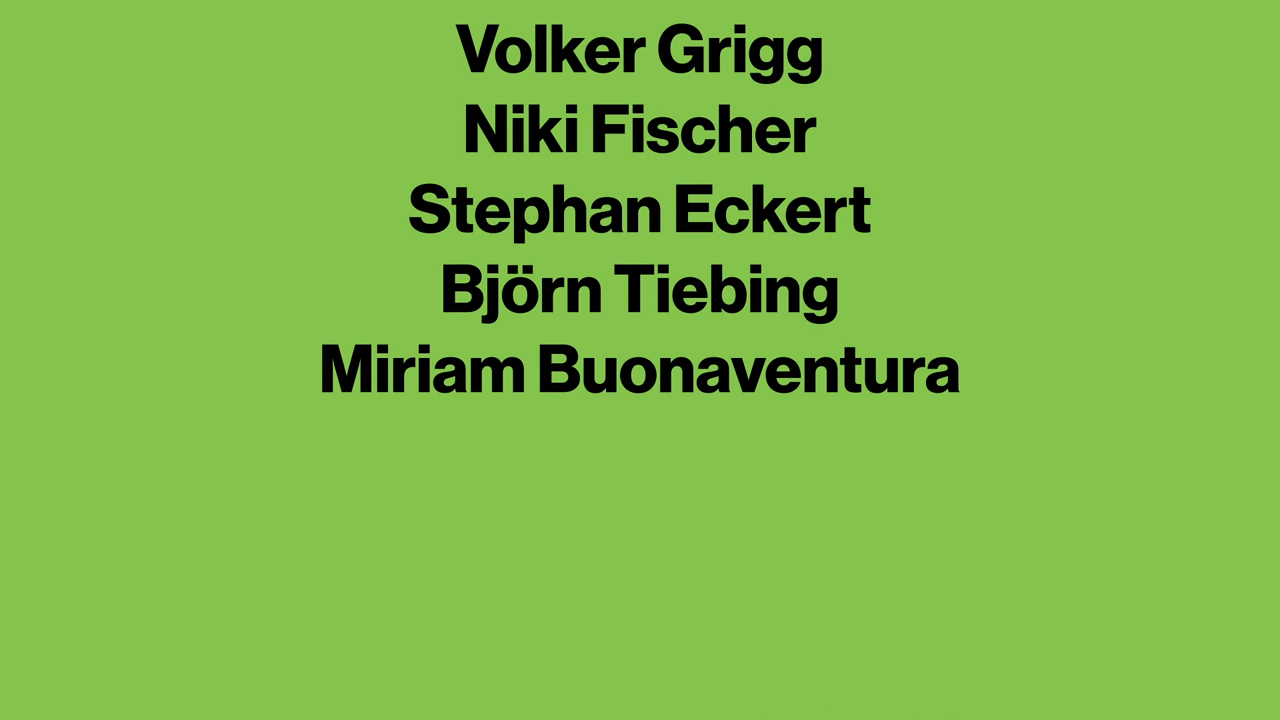 Volker Grigg
Niki Fischer
Stephan Eckert
Björn Tiebing
Miriam Buonaventura